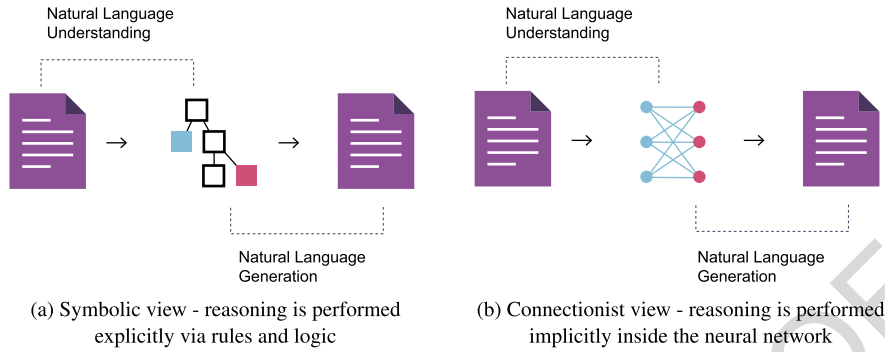 Natural Language
Understanding
Natural Language
Generation
(a) Symbolic view - reasoning is performed
explicitly via rules and logic
Natural Language
Understanding
Natural Language
Generation
(b) Connectionist view - reasoning is performed
implicitly inside the neural network